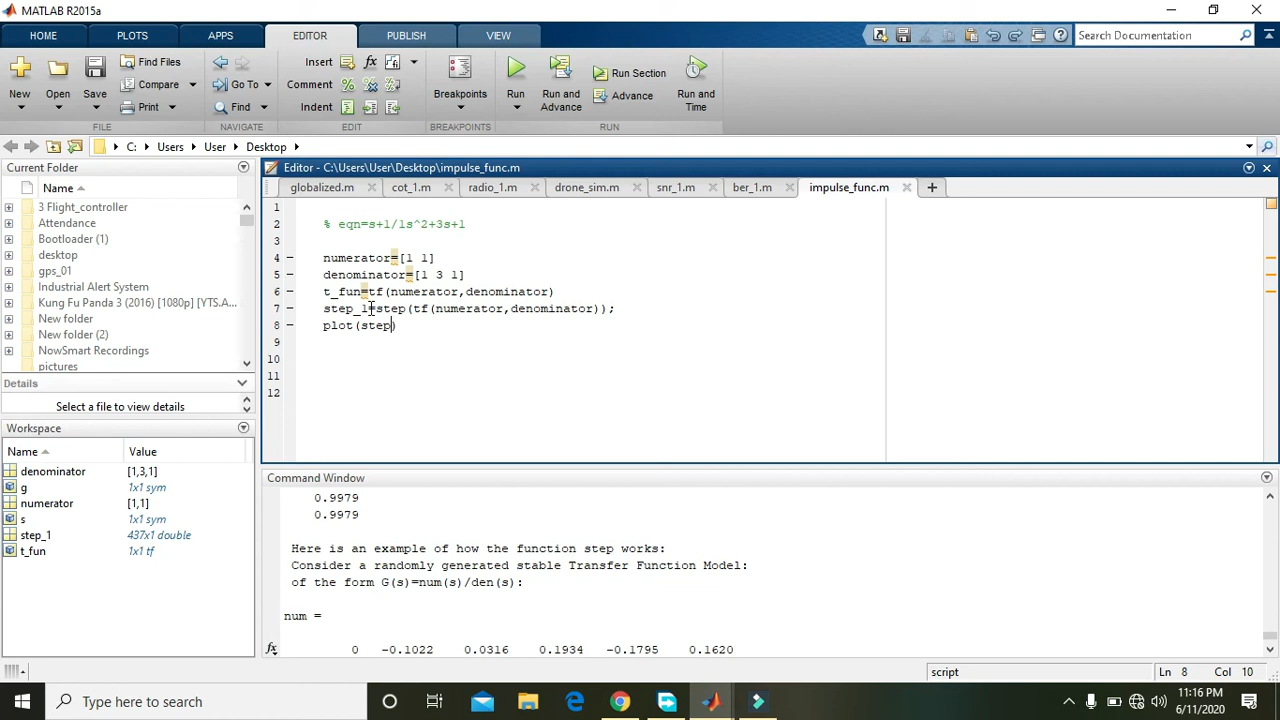 MATLAB R2015a
HOME PLOTS APPS EDITOR PUBLISH VIEW
Search Documentation
New Open Save Find Files Compare Print
Go To Find
Insert fx
Comment
Indent
Breakpoints
Run Run and Advance Run Section Advance Run and Time
FILE NAVIGATE EDIT BREAKPOINTS RUN
C: Users User Desktop
Current Folder
Name
3 Flight_controller
Attendance
Bootloader (1)
desktop
gps_01
Industrial Alert System
Kung Fu Panda 3 (2016) [1080p] [YTS.A
New folder
New folder (2)
NowSmart Recordings
pictures
Details
Select a file to view details
Workspace
Name Value
denominator [1,3,1]
g 1x1 sym
numerator [1,1]
s 1x1 sym
step_1 437x1 double
t_fun 1x1 tf
Editor - C:\Users\User\Desktop\impulse_func.m
globalized.m cot_1.m radio_1.m drone_sim.m snr_1.m ber_1.m impulse_func.m
1
2 % eqn=s+1/1s^2+3s+1
3
4 numerator=[1 1]
5 denominator=[1 3 1]
6 t_fun=tf(numerator,denominator)
7 step_1=step(tf(numerator,denominator));
8 plot(step)
9
10
11
12
Command Window
0.9979
0.9979
Here is an example of how the function step works:
Consider a randomly generated stable Transfer Function Model:
of the form G(s)=num(s)/den(s):
num =
fx 0 -0.1022 0.0316 0.1934 -0.1795 0.1620
script Ln 8 Col 10
Type here to search
11:16 PM
6/11/2020